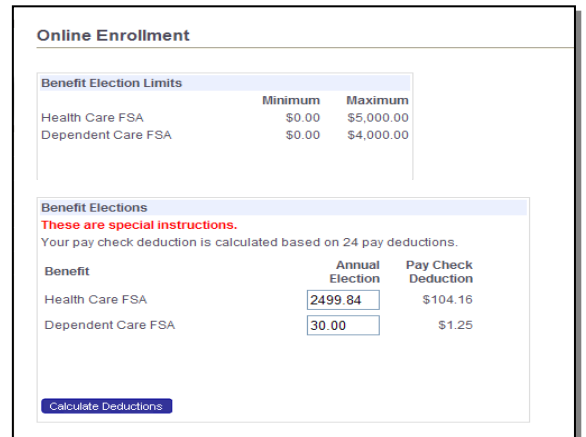 Online Enrollment
Benefit Election Limits
Minimum Maximum
Health Care FSA $0.00 $5,000.00
Dependent Care FSA $0.00 $4,000.00
Benefit Elections
These are special instructions.
Your pay check deduction is calculated based on 24 pay deductions.
Benefit Annual Election Pay Check Deduction
Health Care FSA 2499.84 $104.16
Dependent Care FSA 30.00 $1.25
Calculate Deductions